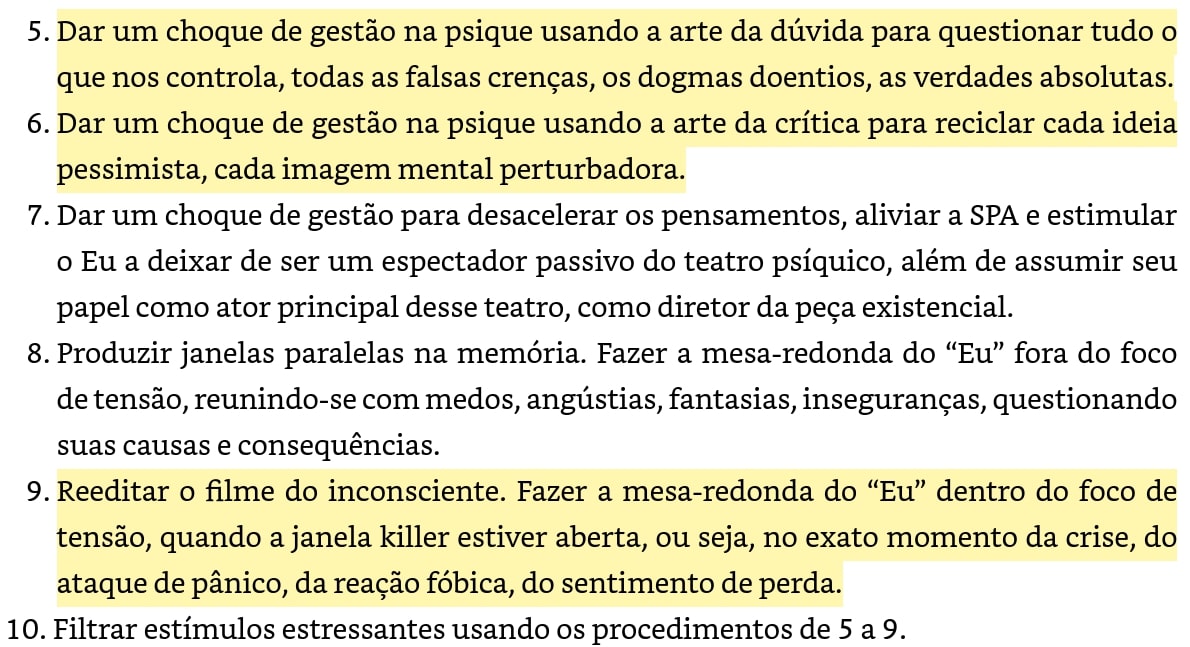 5. Dar um choque de gestão na psique usando a arte da dúvida para questionar tudo o
que nos controla, todas as falsas crenças, os dogmas doentios, as verdades absolutas.
6. Dar um choque de gestão na psique usando a arte da crítica para reciclar cada ideia
pessimista, cada imagem mental perturbadora.
7. Dar um choque de gestão para desacelerar os pensamentos, aliviar a SPA e estimular
o Eu a deixar de ser um espectador passivo do teatro psíquico, além de assumir seu
papel como ator principal desse teatro, como diretor da peça existencial.
8. Produzir janelas paralelas na memória. Fazer a mesa-redonda do “Eu” fora do foco
de tensão, reunindo-se com medos, angústias, fantasias, inseguranças, questionando
suas causas e consequências.
9. Reeditar o filme do inconsciente. Fazer a mesa-redonda do “Eu” dentro do foco de
tensão, quando a janela killer estiver aberta, ou seja, no exato momento da crise, do
ataque de pânico, da reação fóbica, do sentimento de perda.
10. Filtrar estímulos estressantes usando os procedimentos de 5 a 9.